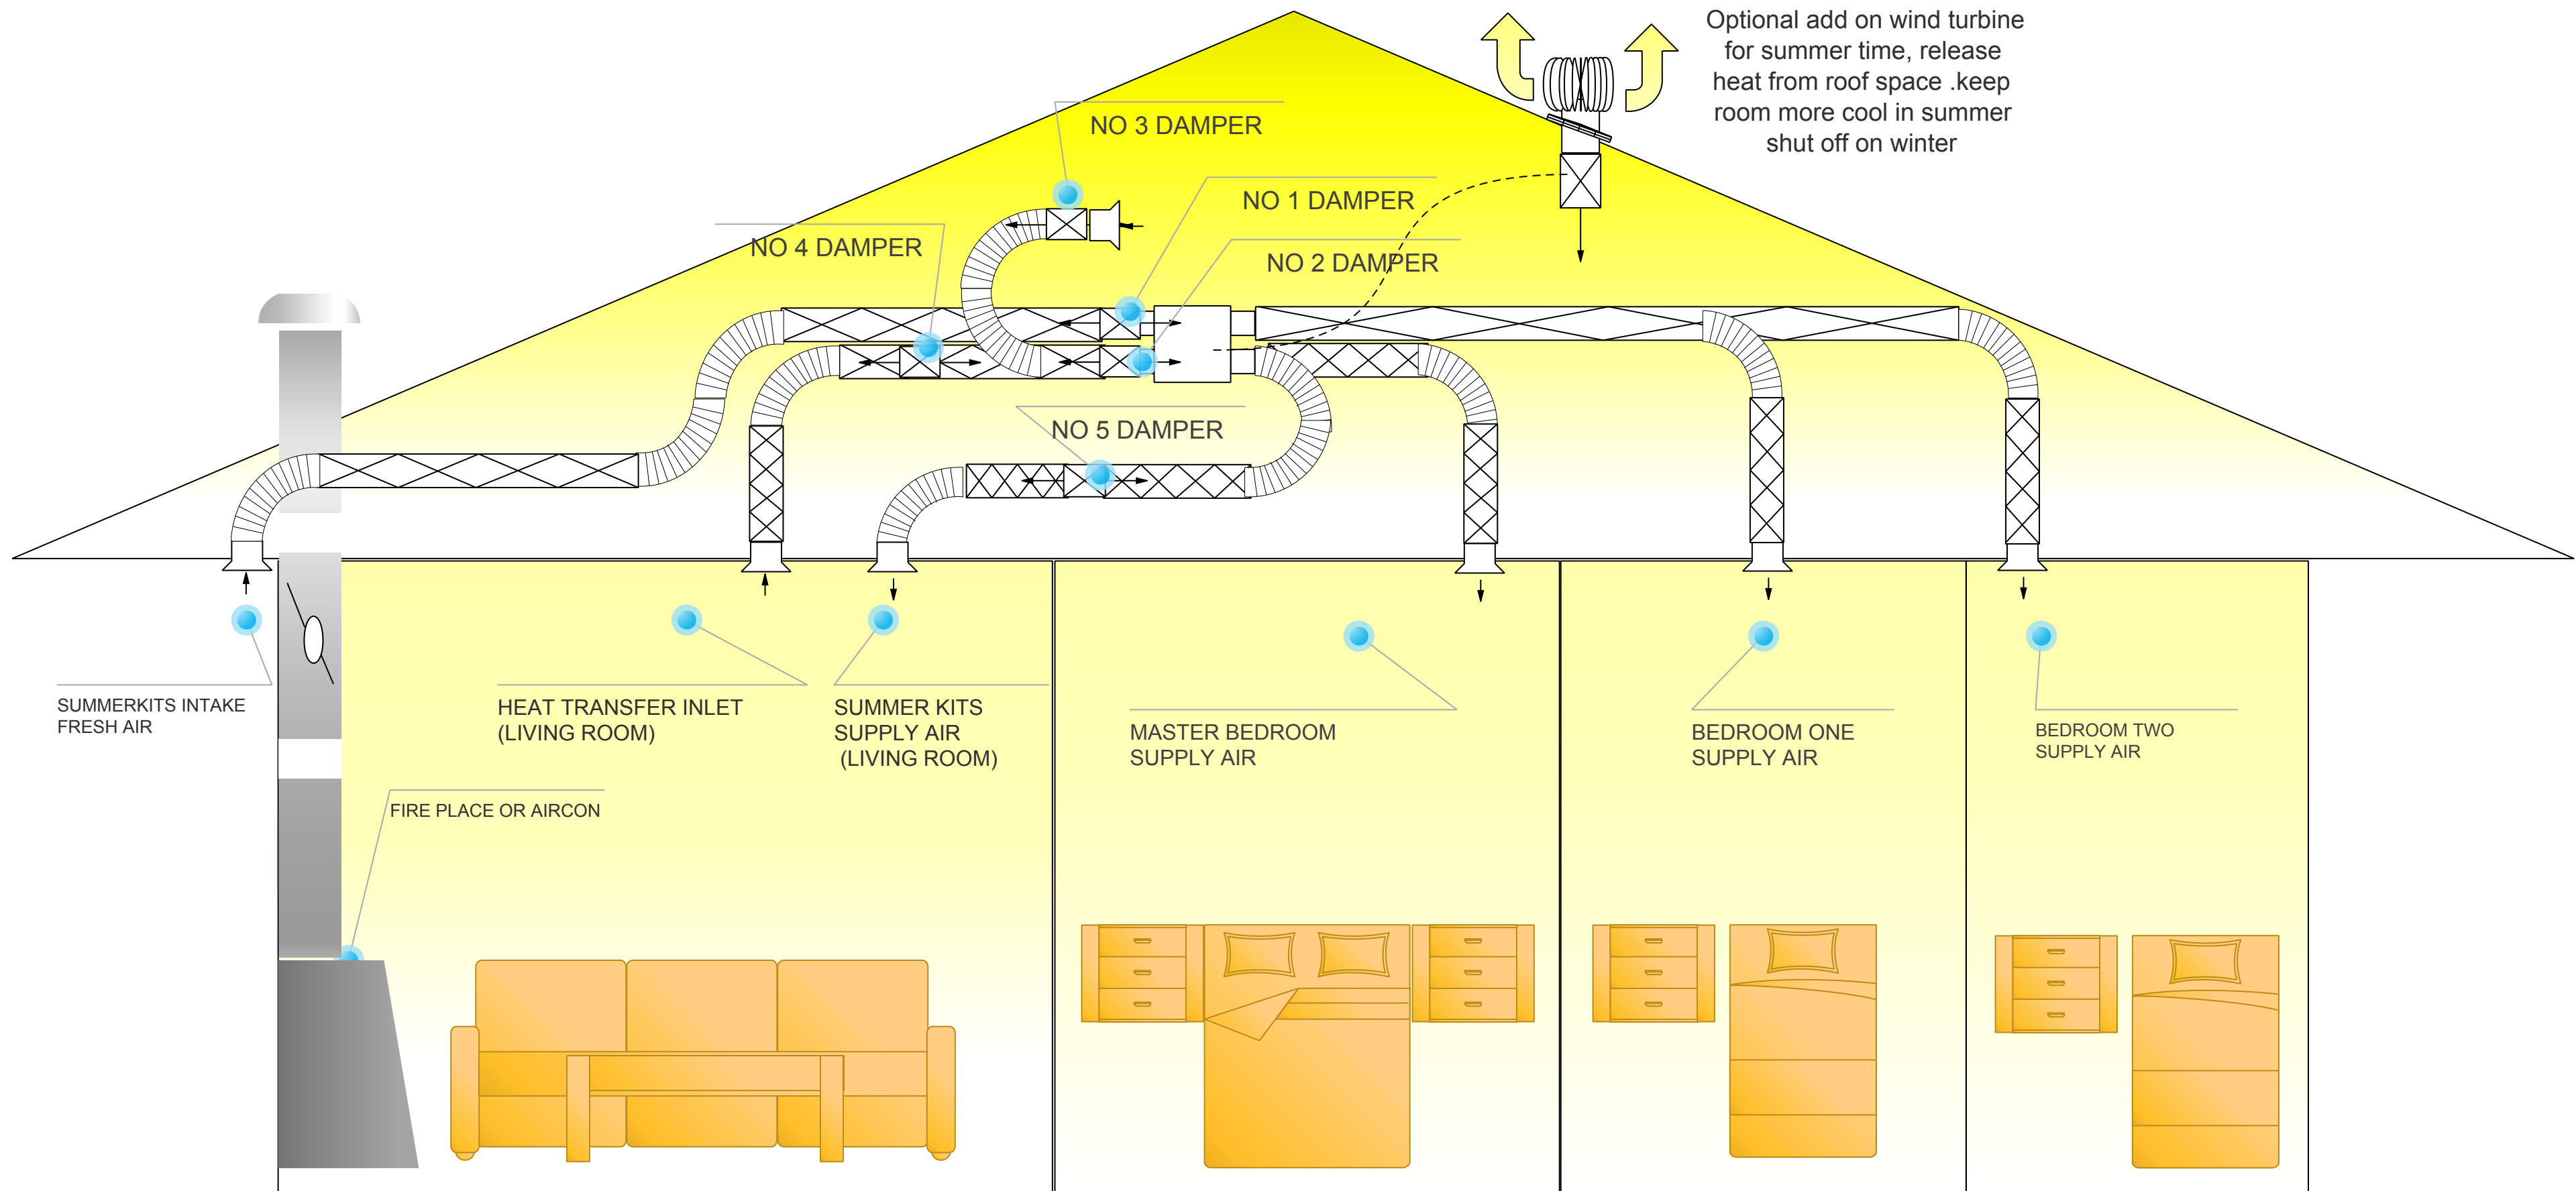 Optional add on wind turbine
for summer time, release
heat from roof space .keep
room more cool in summer
shut off on winter
NO 3 DAMPER
NO 1 DAMPER
NO 4 DAMPER
NO 2 DAMPER
NO 5 DAMPER
SUMMERKITS INTAKE
FRESH AIR
HEAT TRANSFER INLET
(LIVING ROOM)
SUMMER KITS
SUPPLY AIR
(LIVING ROOM)
MASTER BEDROOM
SUPPLY AIR
BEDROOM ONE
SUPPLY AIR
BEDROOM TWO
SUPPLY AIR
FIRE PLACE OR AIRCON